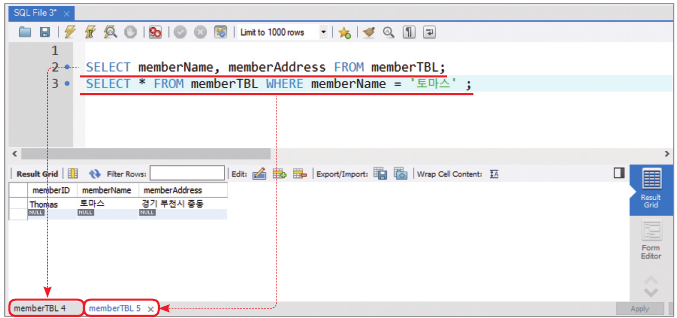 SQL File 3*
Limit to 1000 rows
1
2 SELECT memberName, memberAddress FROM memberTBL;
3 SELECT * FROM memberTBL WHERE memberName = '토마스' ;
Result Grid Filter Rows: Edit: Export/Import: Wrap Cell Content: IA
memberID memberName memberAddress
Thomas 토마스 경기 부천시 중동
NULL NULL NULL
Result
Grid
Form
Editor
memberTBL 4 memberTBL 5 Apply